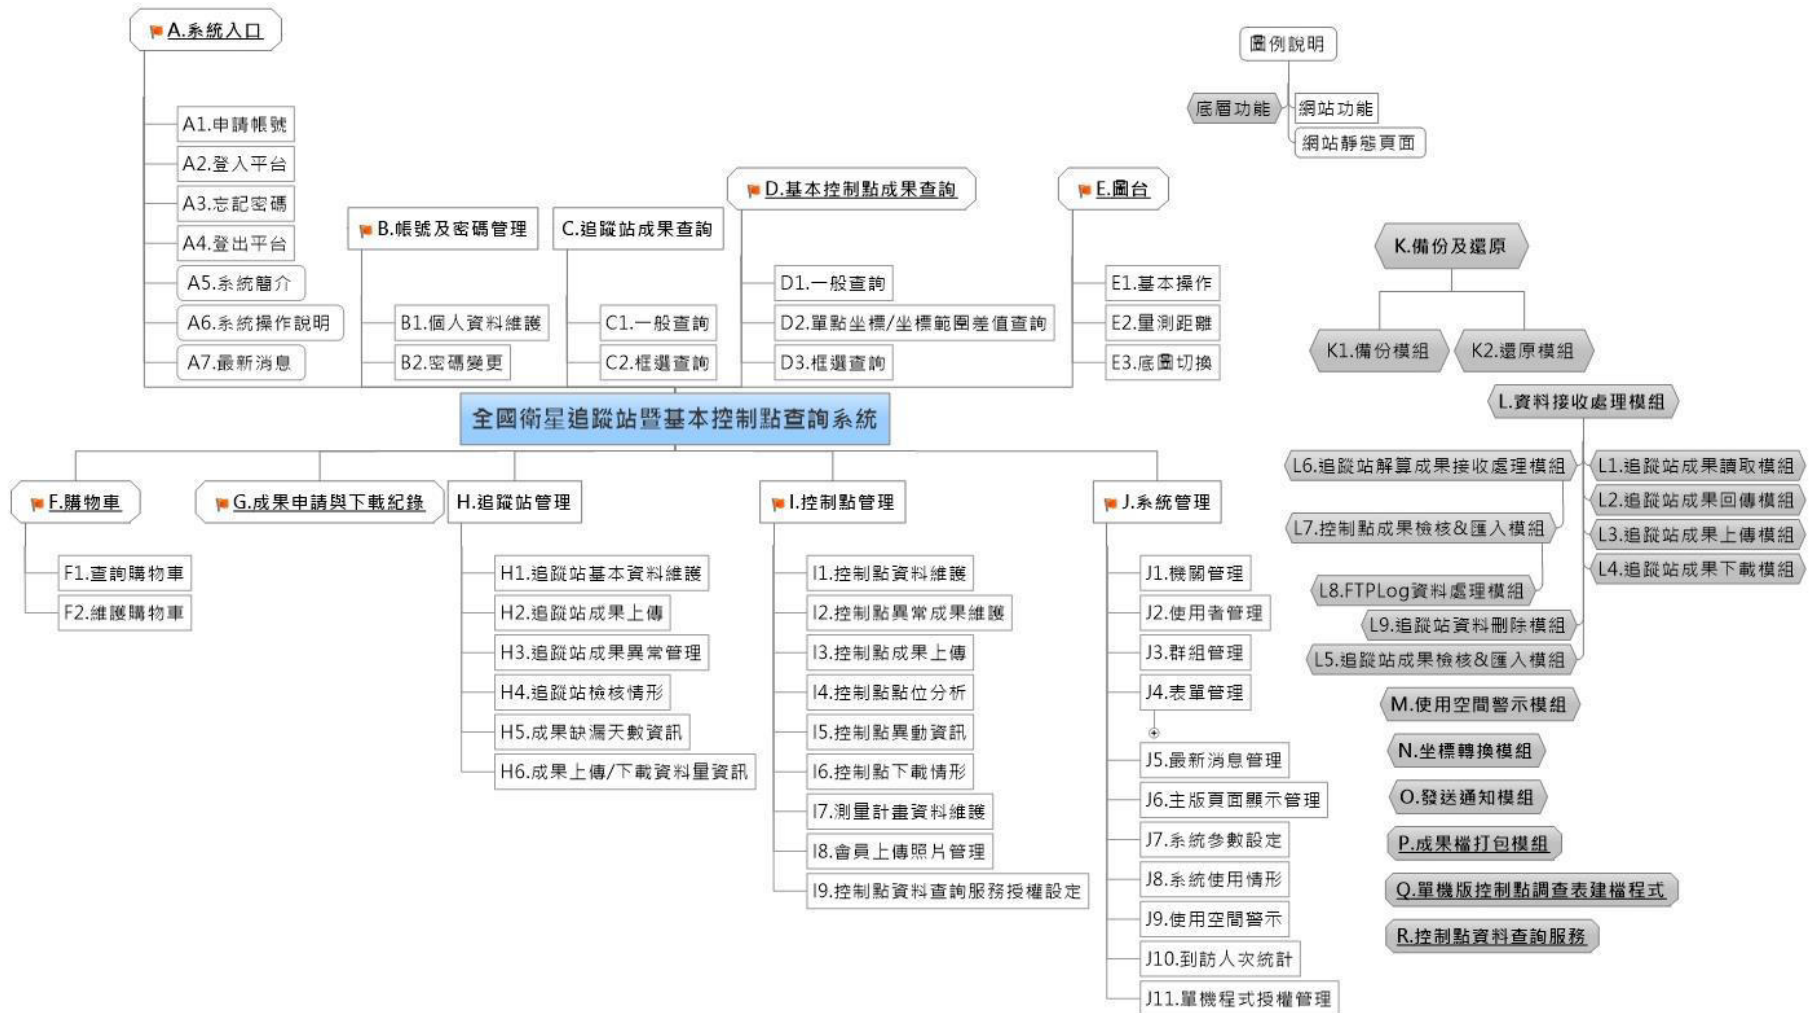 A.系統入口
A1.申請帳號
A2.登入平台
A3.忘記密碼
A4.登出平台
A5.系統簡介
A6.系統操作說明
A7.最新消息
B.帳號及密碼管理
B1.個人資料維護
B2.密碼變更
C.追蹤站成果查詢
C1.一般查詢
C2.框選查詢
D.基本控制點成果查詢
D1.一般查詢
D2.單點坐標/坐標範圍差值查詢
D3.框選查詢
E.圖台
E1.基本操作
E2.量測距離
E3.底圖切換
圖例說明
底層功能
網站功能
網站靜態頁面
全國衛星追蹤站暨基本控制點查詢系統
F.購物車
F1.查詢購物車
F2.維護購物車
G.成果申請與下載紀錄
H.追蹤站管理
H1.追蹤站基本資料維護
H2.追蹤站成果上傳
H3.追蹤站成果異常管理
H4.追蹤站檢核情形
H5.成果缺漏天數資訊
H6.成果上傳/下載資料量資訊
I.控制點管理
I1.控制點資料維護
I2.控制點異常成果維護
I3.控制點成果上傳
I4.控制點點位分析
I5.控制點異動資訊
I6.控制點下載情形
I7.測量計畫資料維護
I8.會員上傳照片管理
I9.控制點資料查詢服務授權設定
J.系統管理
J1.機關管理
J2.使用者管理
J3.群組管理
J4.表單管理
J5.最新消息管理
J6.主版頁面顯示管理
J7.系統參數設定
J8.系統使用情形
J9.使用空間警示
J10.到訪人次統計
J11.單機程式授權管理
K.備份及還原
K1.備份模組
K2.還原模組
L.資料接收處理模組
L6.追蹤站解算成果接收處理模組
L1.追蹤站成果讀取模組
L2.追蹤站成果回傳模組
L7.控制點成果檢核&匯入模組
L3.追蹤站成果上傳模組
L4.追蹤站成果下載模組
L8.FTPLog資料處理模組
L9.追蹤站資料刪除模組
L5.追蹤站成果檢核&匯入模組
M.使用空間警示模組
N.坐標轉換模組
O.發送通知模組
P.成果檔打包模組
Q.單機版控制點調查表建檔程式
R.控制點資料查詢服務